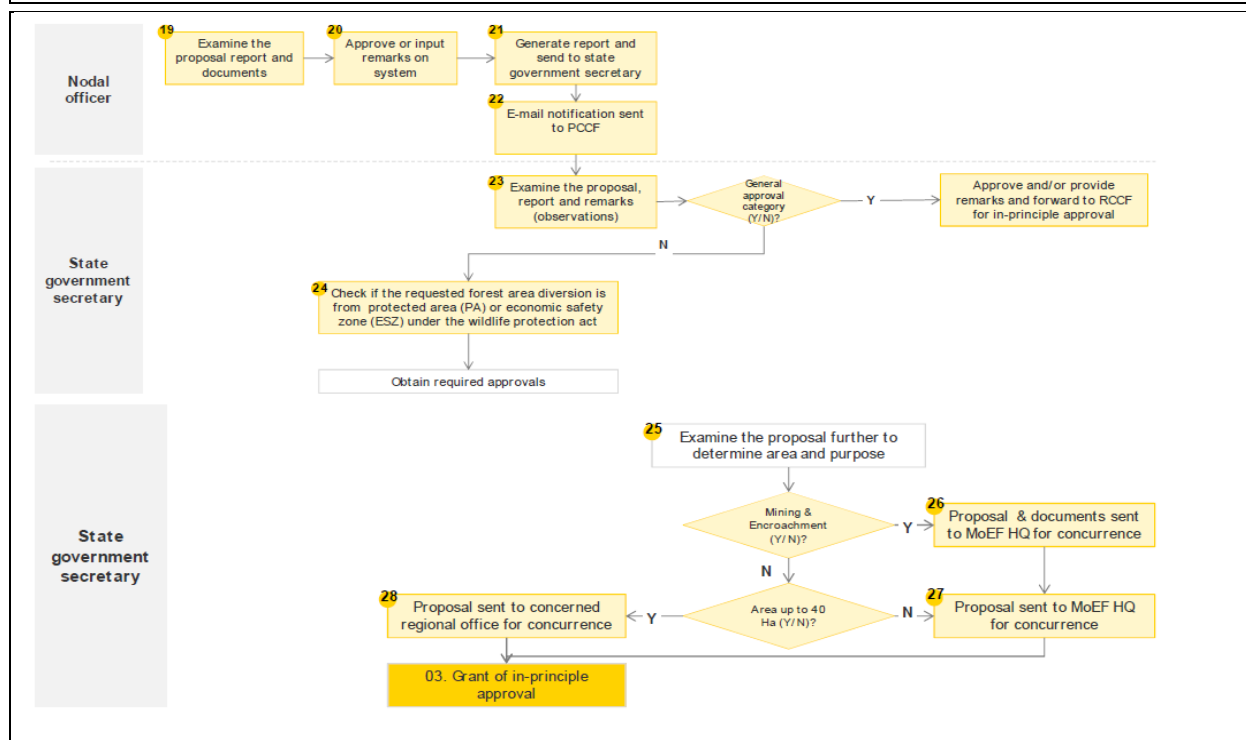 Nodal
officer
19
Examine the
proposal report and
documents
20
Approve or input
remarks on
system
21
Generate report and
send to state
government secretary
22
E-mail notification sent
to PCCF
State
government
secretary
23
Examine the proposal,
report and remarks
(observations)
General
approval
category
(Y/N)?
Y
Approve and/or provide
remarks and forward to RCCF
for in-principle approval
N
24
Check if the requested forest area diversion is
from protected area (PA) or economic safety
zone (ESZ) under the wildlife protection act
Obtain required approvals
State
government
secretary
25
Examine the proposal further to
determine area and purpose
Mining &
Encroachment
(Y/N)?
Y
26
Proposal & documents sent
to MoEF HQ for concurrence
N
28
Proposal sent to concerned
regional office for concurrence
Y
Area up to 40
Ha (Y/N)?
N
27
Proposal sent to MoEF HQ
for concurrence
03. Grant of in-principle
approval